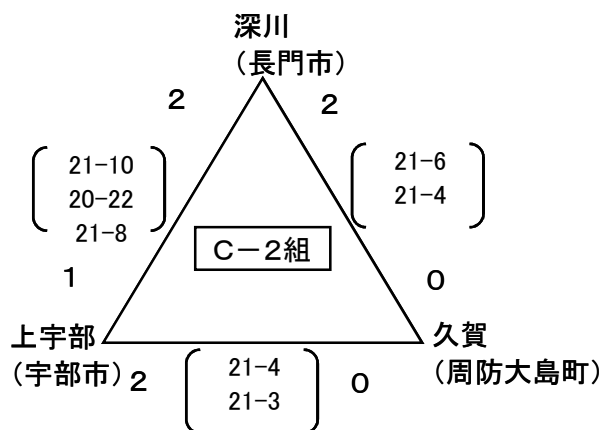 深川
（長門市）
２
２
21−10
20−22
21−8
21−6
21−4
Ｃ－２組
１
０
上宇部
（宇部市）
久賀
（周防大島町）
２
21−4
21−3
０